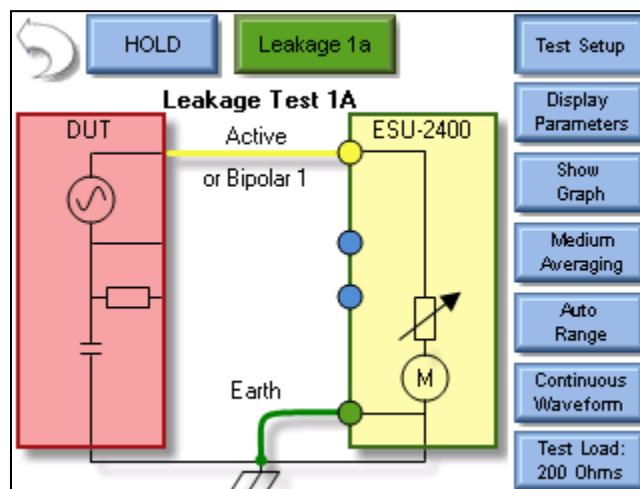 HOLD
Leakage 1a
Test Setup
Leakage Test 1A
DUT
Active
or Bipolar 1
ESU-2400
Display
Parameters
Show
Graph
Medium
Averaging
Auto
Range
M
Continuous
Waveform
Earth
Test Load:
200 Ohms